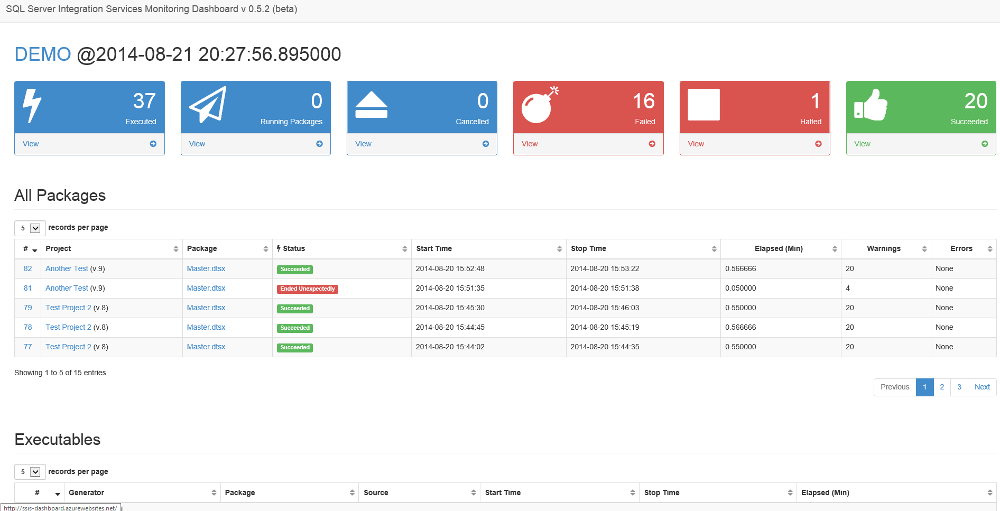 SQL Server Integration Services Monitoring Dashboard v 0.5.2 (beta)
DEMO @2014-08-21 20:27:56.895000
37 0 0 16 1 20
Executed Running Packages Cancelled Failed Halted Succeeded
View View View View View View
All Packages
5 records per page
# Project Package Status Start Time Stop Time Elapsed (Min) Warnings Errors
82 Another Test (v.9) Master.dtsx Succeeded 2014-08-20 15:52:48 2014-08-20 15:53:22 0.566666 20 None
81 Another Test (v.9) Master.dtsx Ended Unexpectedly 2014-08-20 15:51:35 2014-08-20 15:51:38 0.050000 4 None
79 Test Project 2 (v.8) Master.dtsx Succeeded 2014-08-20 15:45:30 2014-08-20 15:46:03 0.550000 20 None
78 Test Project 2 (v.8) Master.dtsx Succeeded 2014-08-20 15:44:45 2014-08-20 15:45:19 0.566666 20 None
77 Test Project 2 (v.8) Master.dtsx Succeeded 2014-08-20 15:44:02 2014-08-20 15:44:35 0.550000 20 None
Showing 1 to 5 of 15 entries
Previous 1 2 3 Next
Executables
5 records per page
# Generator Package Source Start Time Stop Time Elapsed (Min)
http://ssis-dashboard.azurewebsites.net/